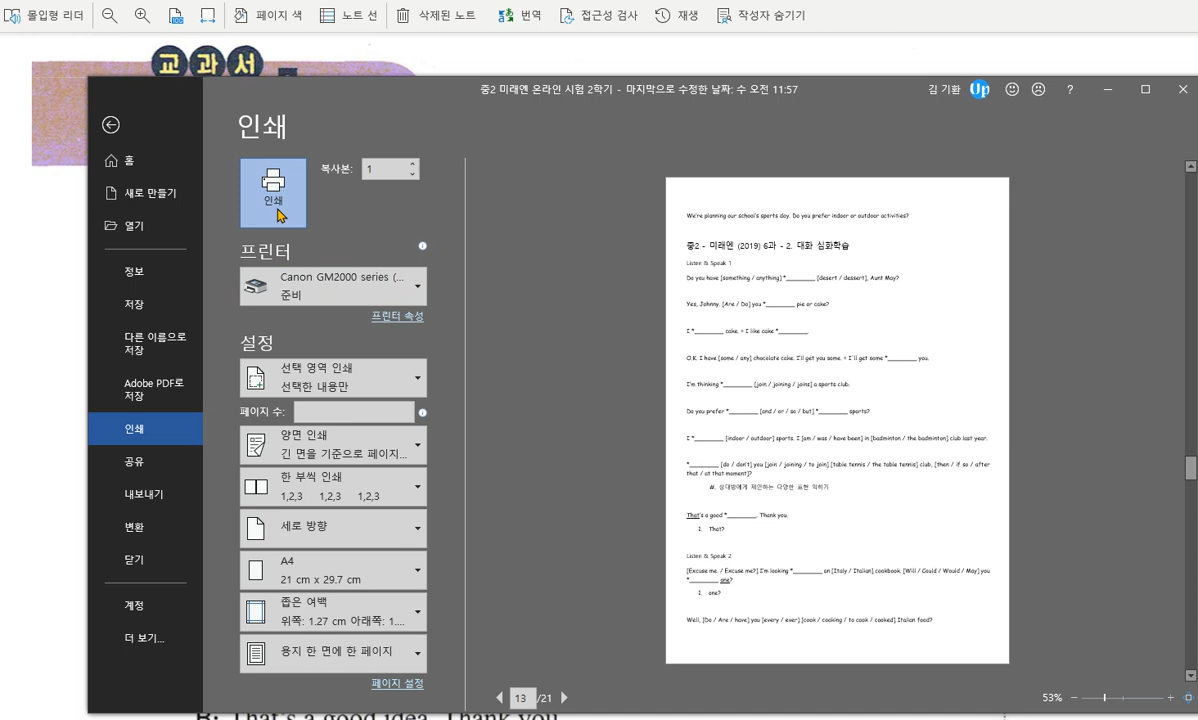 몰입형 리더 페이지 색 노트 선 삭제된 노트 번역 접근성 검사 재생 작성자 숨기기
교과서
중2 미래엔 온라인 시험 2학기 - 마지막으로 수정한 날짜: 수 오전 11:57 김 기환 Up ?
인쇄
홈
새로 만들기
열기
정보
저장
다른 이름으로
저장
Adobe PDF로
저장
인쇄
공유
내보내기
변환
닫기
계정
더 보기...
인쇄
복사본: 1
프린터
Canon GM2000 series (...
준비
프린터 속성
설정
선택 영역 인쇄
선택한 내용만
페이지 수:
양면 인쇄
긴 면을 기준으로 페이지...
한 부씩 인쇄
1,2,3 1,2,3 1,2,3
세로 방향
A4
21 cm x 29.7 cm
좁은 여백
위쪽: 1.27 cm 아래쪽: 1....
용지 한 면에 한 페이지
페이지 설정
We're planning our school's sports day. Do you prefer indoor or outdoor activities?
중2 - 미래엔 (2019) 6과 - 2. 대화 심화학습
Listen & Speak 1
Do you have [something / anything] *________ [desert / dessert], Aunt May?
Yes, Johnny. [Are / Do] you *________ pie or cake?
I *________ cake. = I like cake *________.
O.K. I have [some / any] chocolate cake. I'll get you some. = I'll get some *________ you.
I'm thinking *________ [join / joining / joins] a sports club.
Do you prefer *________ [and / or / so / but] *________ sports?
I *________ [indoor / outdoor] sports. I [am / was / have been] in [badminton / the badminton] club last year.
*________ [do / don't] you [join / joining / to join] [table tennis / the table tennis] club, [then / if so / after
that / at that moment]?
#. 상대방에게 제안하는 다양한 표현 익히기
That's a good *________. Thank you.
1. That?
Listen & Speak 2
[Excuse me. / Excuse me?] I'm looking *________ an [Italy / Italian] cookbook. [Will / Could / Would / May] you
*________ one?
1. one?
Well, [Do / Are / have] you [every / ever] [cook / cooking / to cook / cooked] Italian food?
13 /21
53%
B: That's a good idea. Thank you